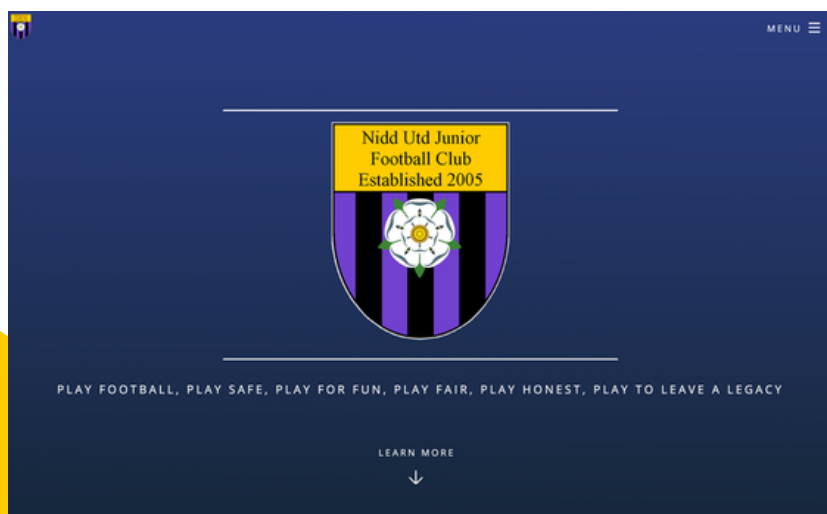 MENU
Nidd Utd Junior
Football Club
Established 2005
PLAY FOOTBALL, PLAY SAFE, PLAY FOR FUN, PLAY FAIR, PLAY HONEST, PLAY TO LEAVE A LEGACY
LEARN MORE